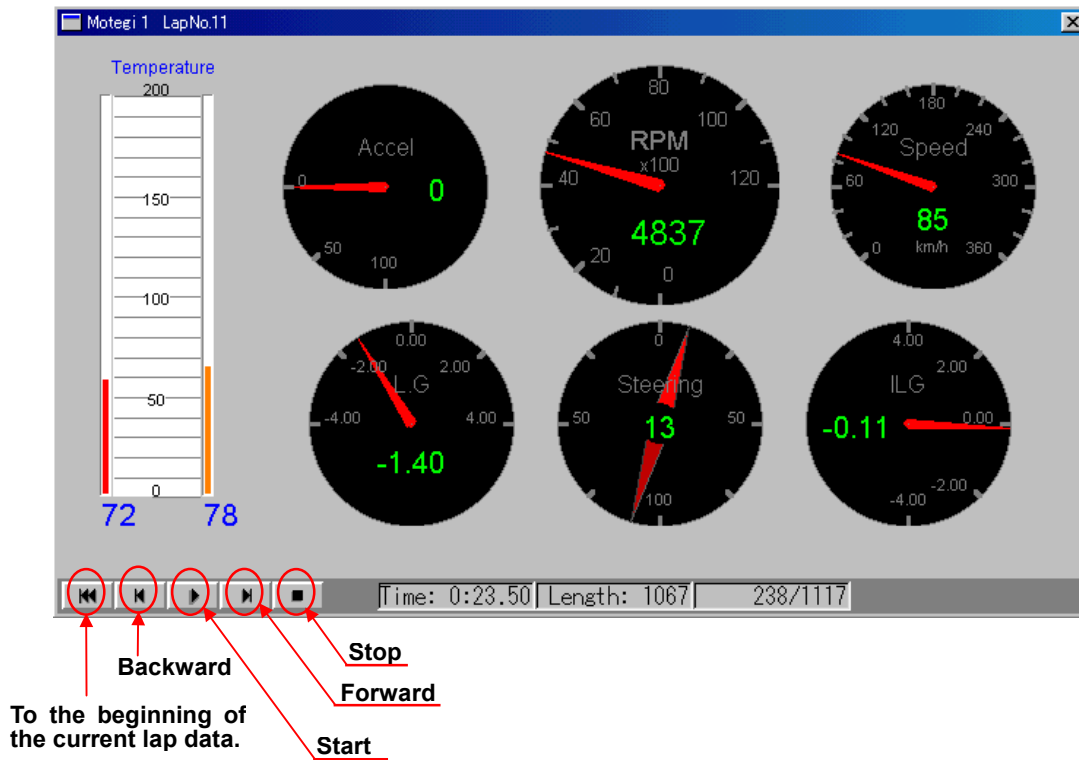 Motegi 1 LapNo.11
Temperature
200
150
100
50
0
72
78
Accel
0
0
50
100
80
60
100
RPM
x100
40
120
4837
20
0
180
120
240
Speed
60
300
85
0
km/h
360
0.00
-2.00
2.00
L.G
-4.00
4.00
-1.40
0
Steering
50
50
13
100
4.00
2.00
ILG
-0.11
0.00
-2.00
-4.00
Time: 0:23.50
Length: 1067
238/1117
Stop
Backward
Forward
To the beginning of
the current lap data.
Start